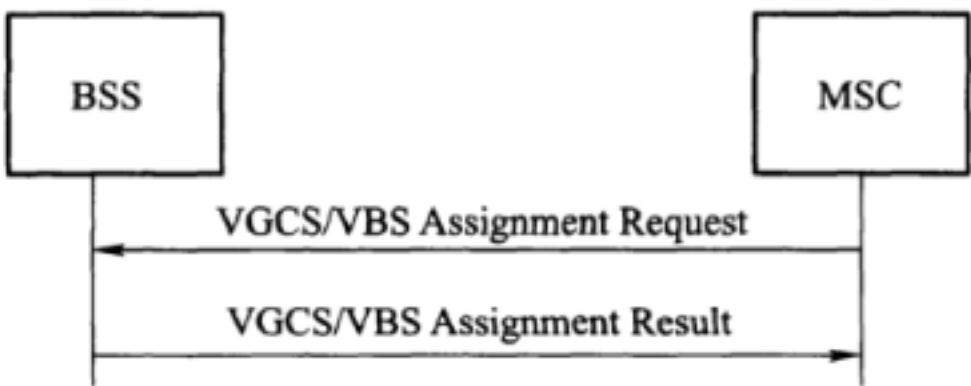 BSS
MSC
VGCS/VBS Assignment Request
VGCS/VBS Assignment Result